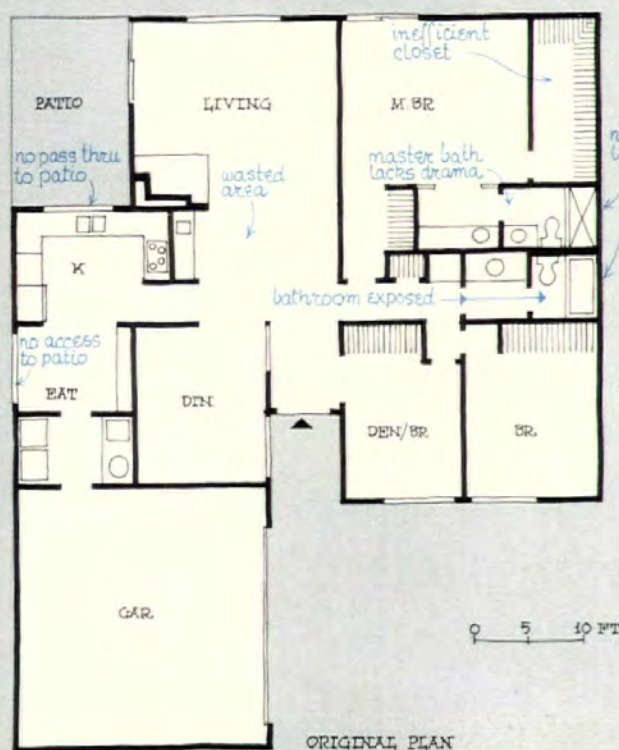 inefficient
closet
PATIO
LIVING
M. BR
no pass thru
to patio
wasted
area
master bath
lacks drama
K
bathroom exposed
no access
to patio
EAT
DIN
DEN/BR
BR
GAR
0 5 10 FT
ORIGINAL PLAN